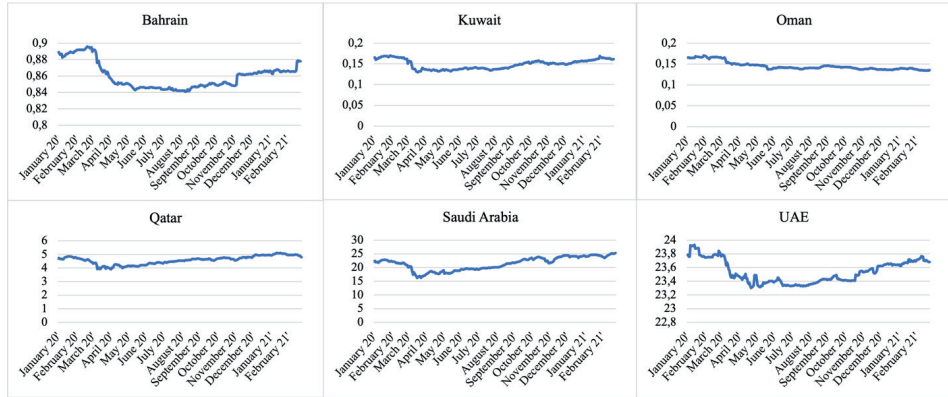 Bahrain
0,9
0,88
0,86
0,84
0,82
0,8
January 20'
February 20'
March 20'
April 20'
May 20'
June 20'
July 20'
August 20'
September 20'
October 20'
November 20'
December 20'
January 21'
February 21'
Kuwait
0,2
0,15
0,1
0,05
0
January 20'
February 20'
March 20'
April 20'
May 20'
June 20'
July 20'
August 20'
September 20'
October 20'
November 20'
December 20'
January 21'
February 21'
Oman
0,2
0,15
0,1
0,05
0
January 20'
February 20'
March 20'
April 20'
May 20'
June 20'
July 20'
August 20'
September 20'
October 20'
November 20'
December 20'
January 21'
February 21'
Qatar
6
5
4
3
2
1
0
January 20'
February 20'
March 20'
April 20'
May 20'
June 20'
July 20'
August 20'
September 20'
October 20'
November 20'
December 20'
January 21'
February 21'
Saudi Arabia
30
25
20
15
10
5
0
January 20'
February 20'
March 20'
April 20'
May 20'
June 20'
July 20'
August 20'
September 20'
October 20'
November 20'
December 20'
January 21'
February 21'
UAE
24
23,8
23,6
23,4
23,2
23
22,8
January 20'
February 20'
March 20'
April 20'
May 20'
June 20'
July 20'
August 20'
September 20'
October 20'
November 20'
December 20'
January 21'
February 21'